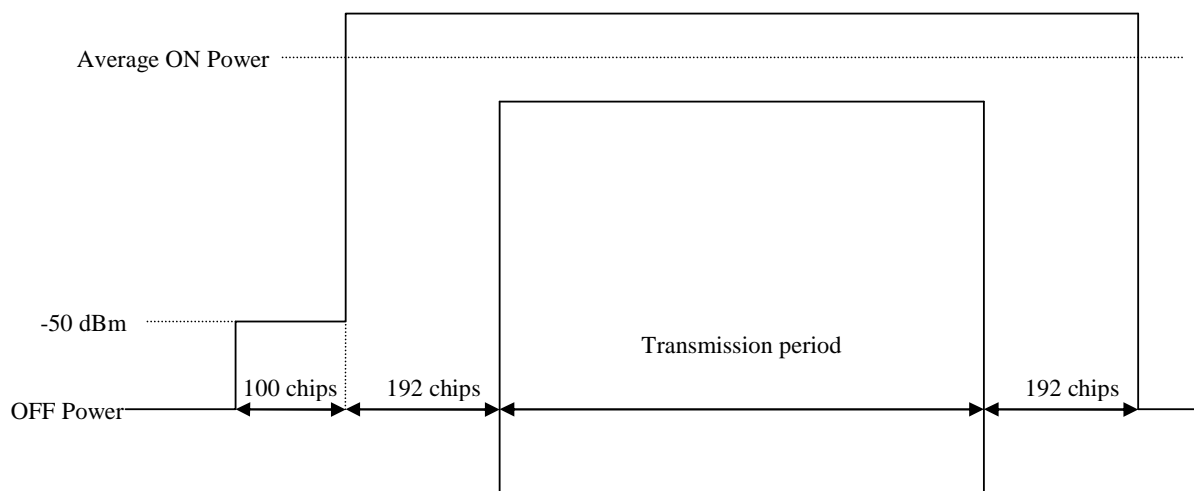 Average ON Power
-50 dBm
Transmission period
100 chips
192 chips
192 chips
OFF Power